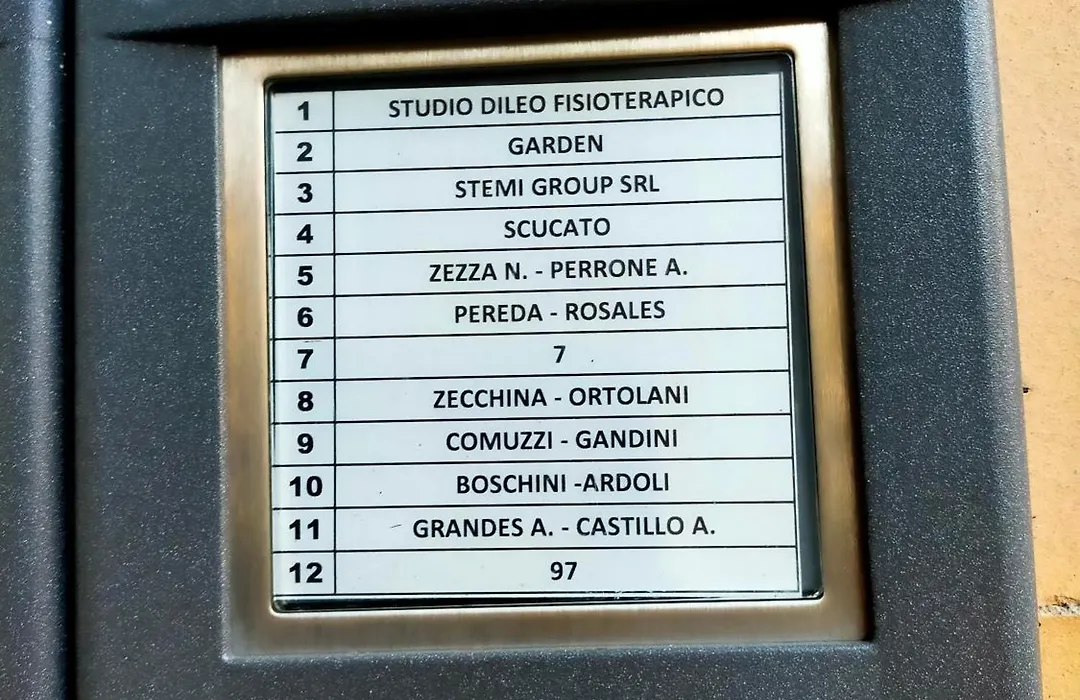 1 STUDIO DILEO FISIOTERAPICO
2 GARDEN
3 STEMI GROUP SRL
4 SCUCATO
5 ZEZZA N. - PERRONE A.
6 PEREDA - ROSALES
7 7
8 ZECCHINA - ORTOLANI
9 COMUZZI - GANDINI
10 BOSCHINI -ARDOLI
11 GRANDES A. - CASTILLO A.
12 97